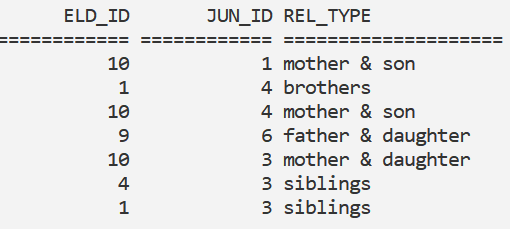 ELD_ID JUN_ID REL_TYPE
============ ============ ====================
10 1 mother & son
1 4 brothers
10 4 mother & son
9 6 father & daughter
10 3 mother & daughter
4 3 siblings
1 3 siblings